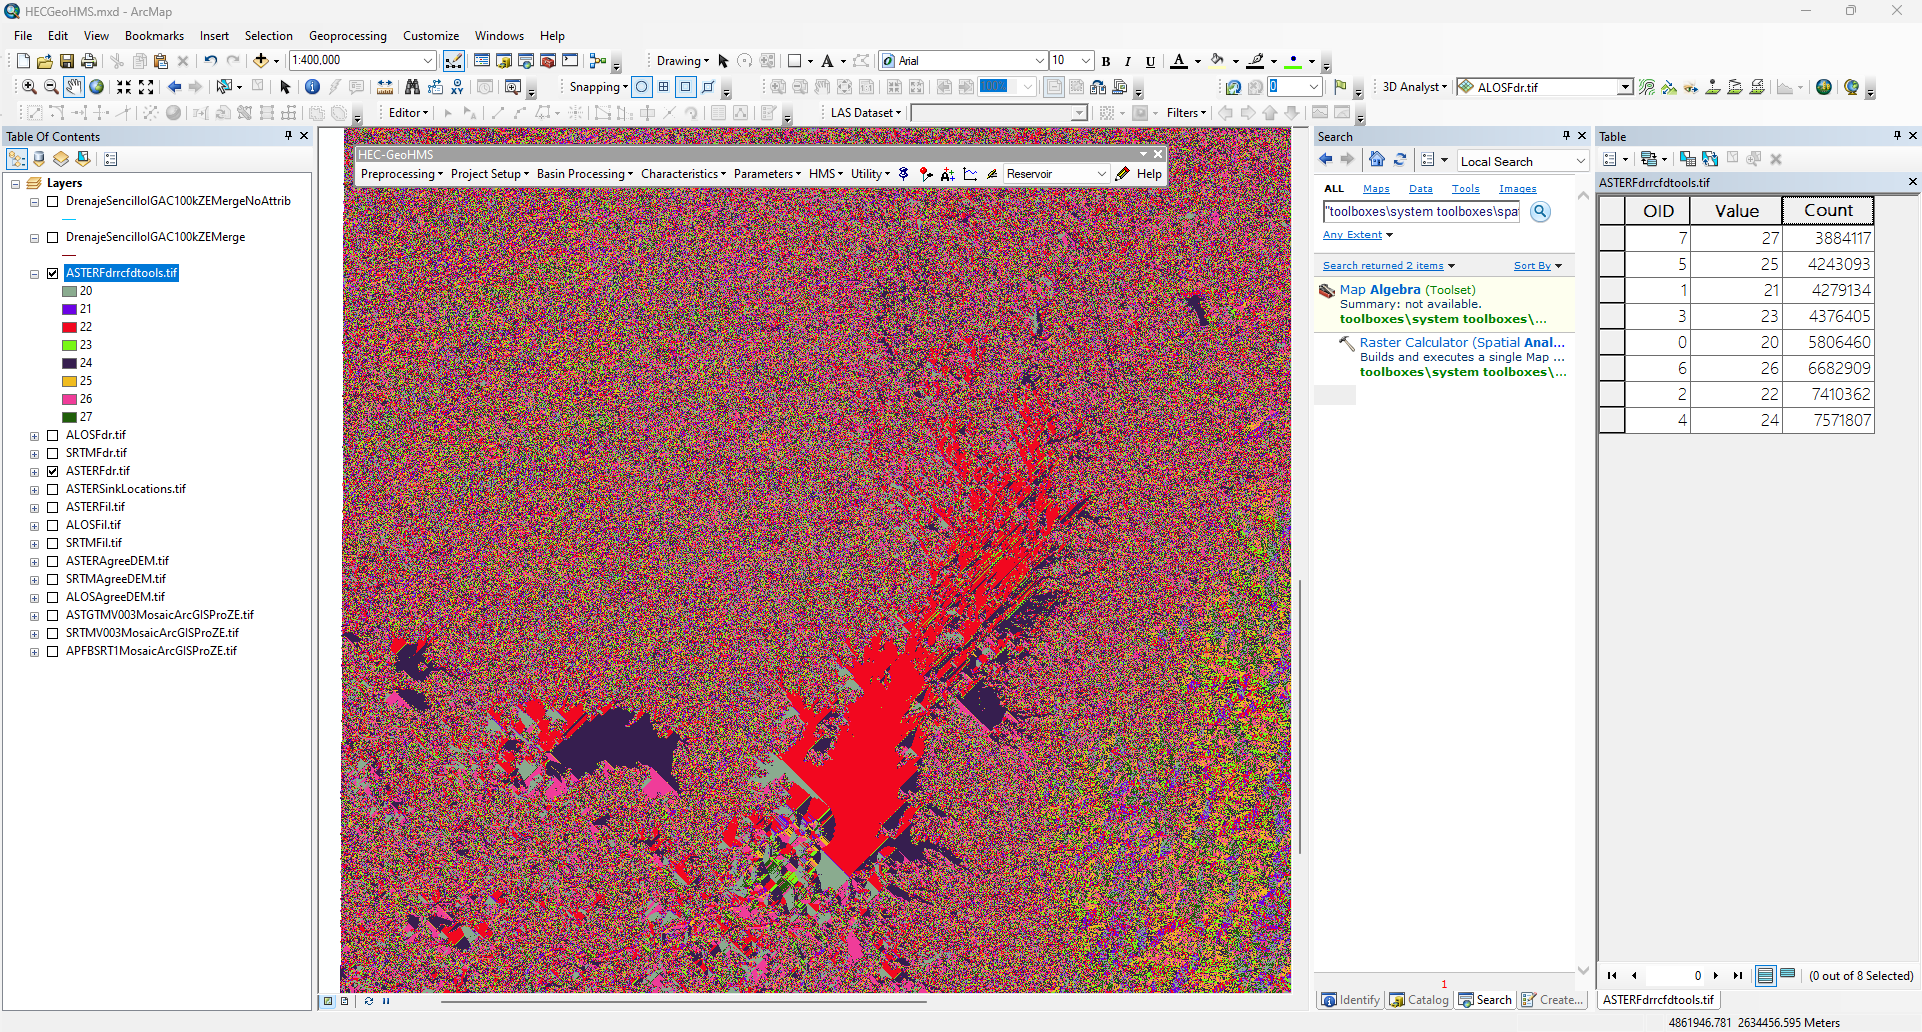 HECGeoHMS.mxd - ArcMap
File Edit View Bookmarks Insert Selection Geoprocessing Customize Windows Help
1:400,000 Drawing Arial 10 B I U A
Snapping 100% 0 3D Analyst ALOSFdr.tif
Editor LAS Dataset Filters
Table Of Contents
Layers
DrenajeSencilloIGAC100kZEMergeNoAttrib
DrenajeSencilloIGAC100kZEMerge
ASTERFdrrcfdtools.tif
20
21
22
23
24
25
26
27
ALOSFdr.tif
SRTMFdr.tif
ASTERFdr.tif
ASTERSinkLocations.tif
ASTERFil.tif
ALOSFil.tif
SRTMFil.tif
ASTERAgreeDEM.tif
SRTMAgreeDEM.tif
ALOSAgreeDEM.tif
ASTGTMV003MosaicArcGISProZE.tif
SRTMV003MosaicArcGISProZE.tif
APFBSRT1MosaicArcGISProZE.tif
HEC-GeoHMS
Preprocessing Project Setup Basin Processing Characteristics Parameters HMS Utility Reservoir Help
Search
Local Search
ALL Maps Data Tools Images
"toolboxes\system toolboxes\spa
Any Extent
Search returned 2 items Sort By
Map Algebra (Toolset)
Summary: not available.
toolboxes\system toolboxes\...
Raster Calculator (Spatial Anal...
Builds and executes a single Map ...
toolboxes\system toolboxes\...
1
Identify Catalog Search Create...
Table
ASTERFdrrcfdtools.tif
OID Value Count
7 27 3884117
5 25 4243093
1 21 4279134
3 23 4376405
0 20 5806460
6 26 6682909
2 22 7410362
4 24 7571807
0 (0 out of 8 Selected)
ASTERFdrrcfdtools.tif
4861946.781 2634456.595 Meters